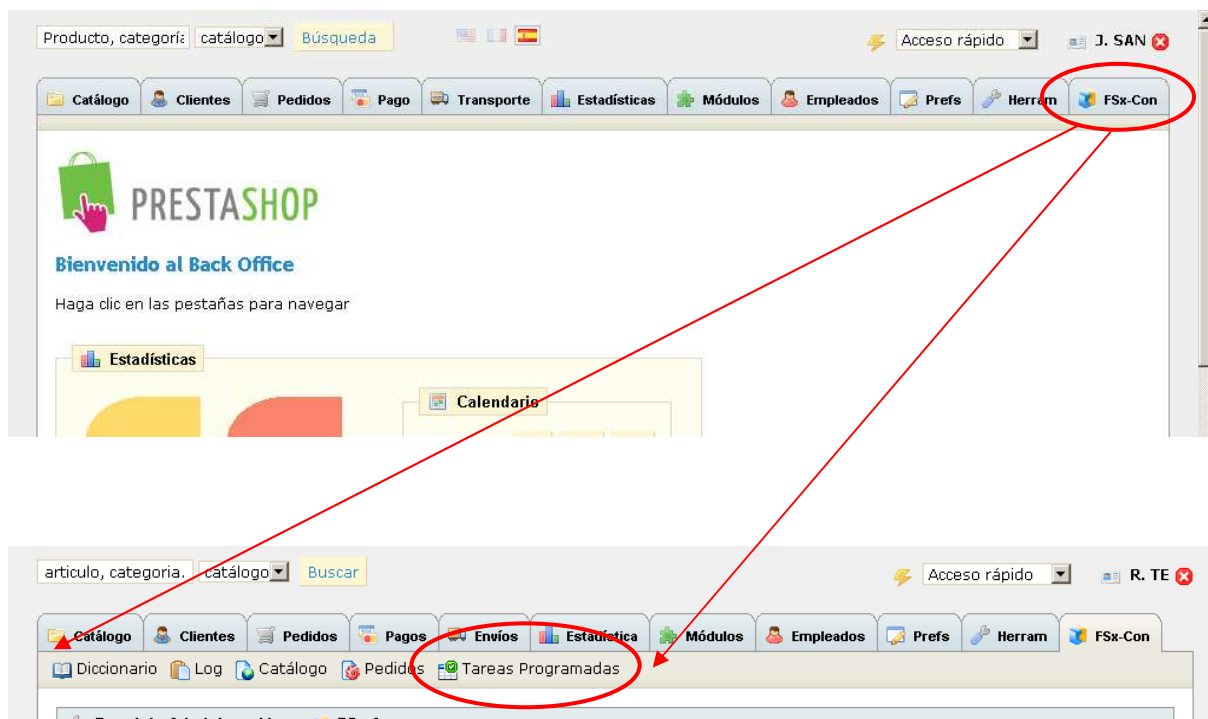 Producto, categoría catálogo Búsqueda Acceso rápido J. SAN
Catálogo Clientes Pedidos Pago Transporte Estadísticas Módulos Empleados Prefs Herram FSx-Con
PRESTASHOP
Bienvenido al Back Office
Haga clic en las pestañas para navegar
Estadísticas
Calendario
articulo, categoria. catálogo Buscar Acceso rápido R. TE
Catálogo Clientes Pedidos Pagos Envíos Estadística Módulos Empleados Prefs Herram FSx-Con
Diccionario Log Catálogo Pedidos Tareas Programadas